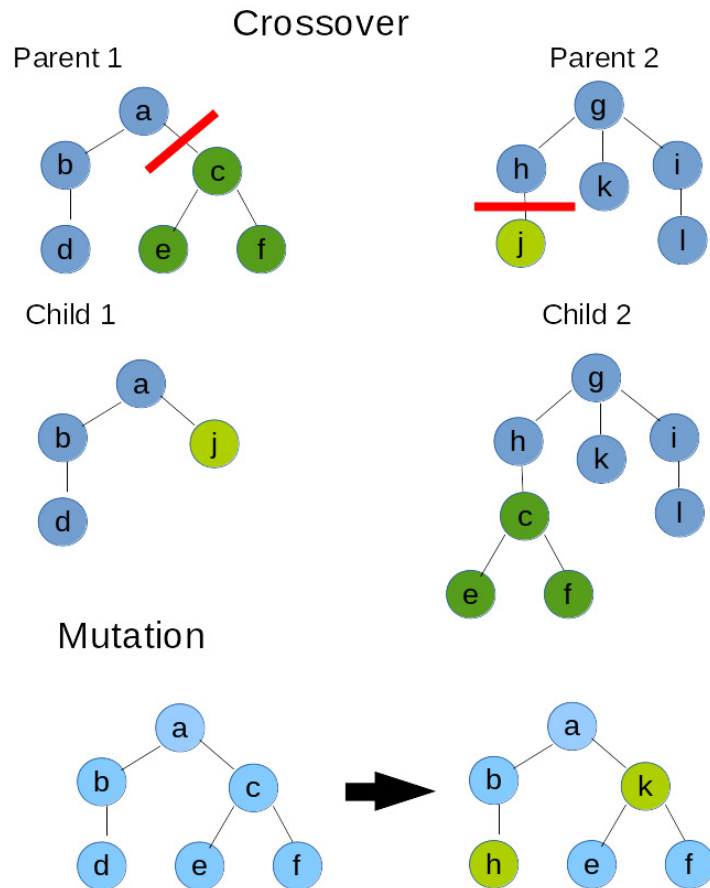 Crossover
Parent 1 Parent 2
a g
b c h k i
d e f j l
Child 1 Child 2
a g
b j h k i
d c l
e f
Mutation
a a
b c b k
d e f h e f